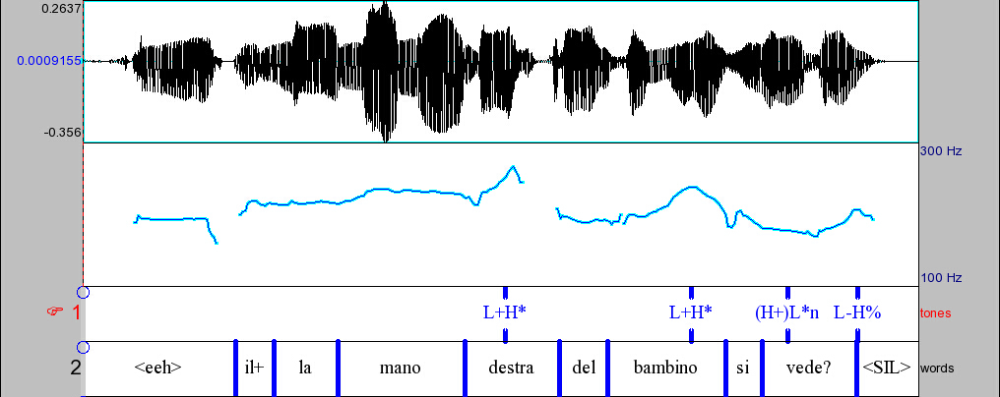 0.2637
0.0009155
-0.356
300 Hz
100 Hz
☞ 1 L+H* L+H* (H+)L*n L-H% tones
2 <eeh> il+ la mano destra del bambino si vede? <SIL> words